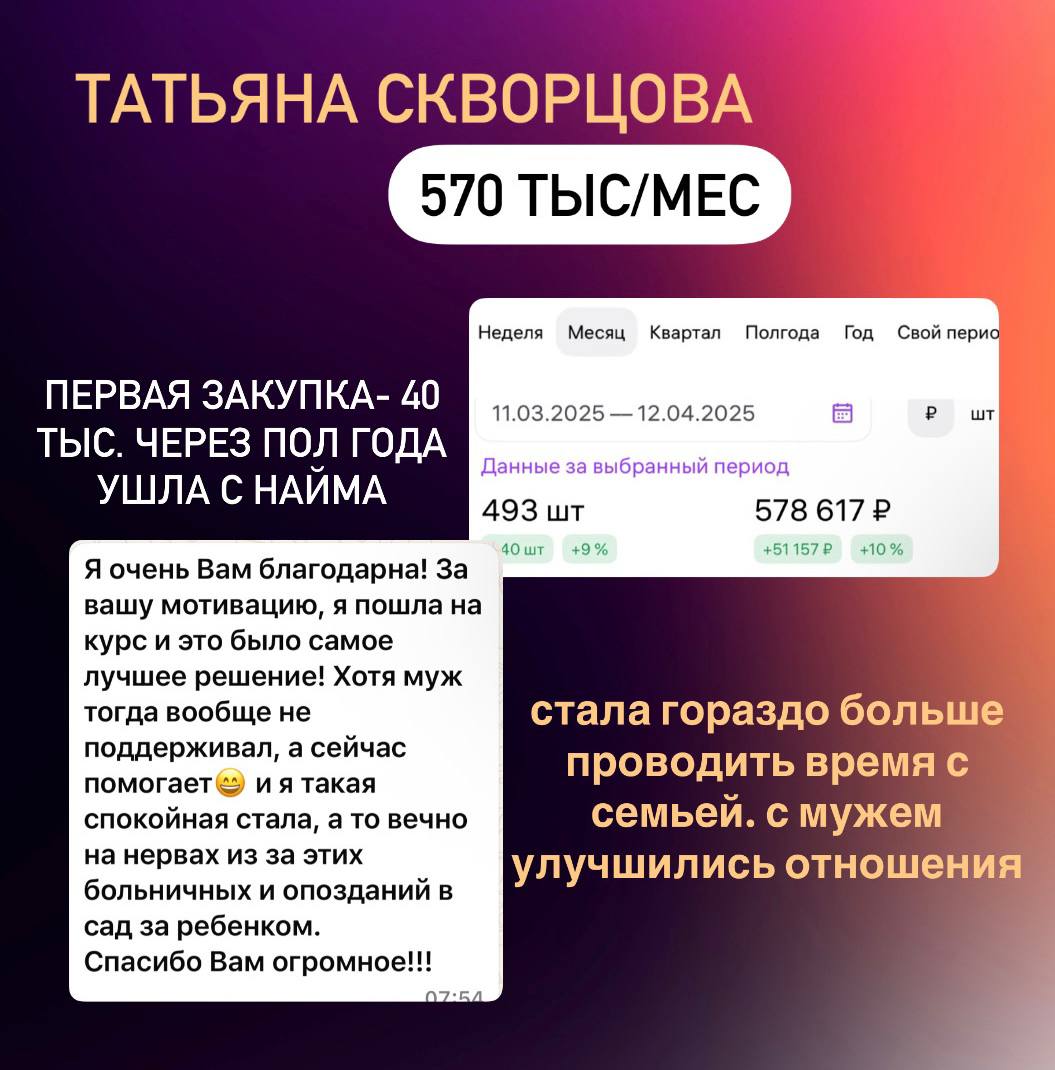 ТАТЬЯНА СКВОРЦОВА
570 ТЫС/МЕС
Неделя Месяц Квартал Полгода Год Свой перио
11.03.2025 — 12.04.2025 ₽ шт
Данные за выбранный период
493 шт 578 617 ₽
40 шт +9 % +51 157 ₽ +10 %
ПЕРВАЯ ЗАКУПКА- 40
ТЫС. ЧЕРЕЗ ПОЛ ГОДА
УШЛА С НАЙМА
Я очень Вам благодарна! За
вашу мотивацию, я пошла на
курс и это было самое
лучшее решение! Хотя муж
тогда вообще не
поддерживал, а сейчас
помогает😄 и я такая
спокойная стала, а то вечно
на нервах из за этих
больничных и опозданий в
сад за ребенком.
Спасибо Вам огромное!!!
07:54
стала гораздо больше
проводить время с
семьей. с мужем
улучшились отношения